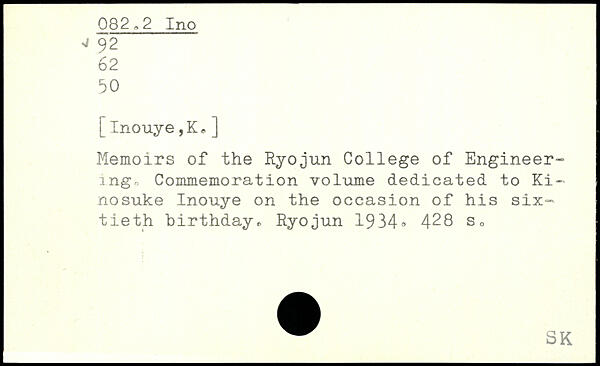 082.2 Ino
✓ 92
62
50
[Inouye,K.]
Memoirs of the Ryojun College of Engineer-
ing. Commemoration volume dedicated to Ki-
nosuke Inouye on the occasion of his six-
tieth birthday. Ryojun 1934. 428 s.
SK